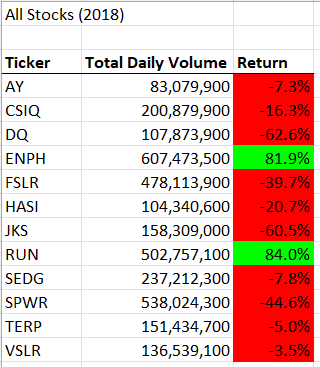 All Stocks (2018)
Ticker Total Daily Volume Return
AY 83,079,900 -7.3%
CSIQ 200,879,900 -16.3%
DQ 107,873,900 -62.6%
ENPH 607,473,500 81.9%
FSLR 478,113,900 -39.7%
HASI 104,340,600 -20.7%
JKS 158,309,000 -60.5%
RUN 502,757,100 84.0%
SEDG 237,212,300 -7.8%
SPWR 538,024,300 -44.6%
TERP 151,434,700 -5.0%
VSLR 136,539,100 -3.5%